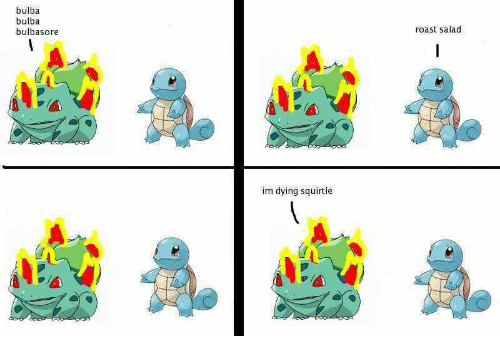 bulba
bulba
bulbasore
roast salad
im dying squirtle